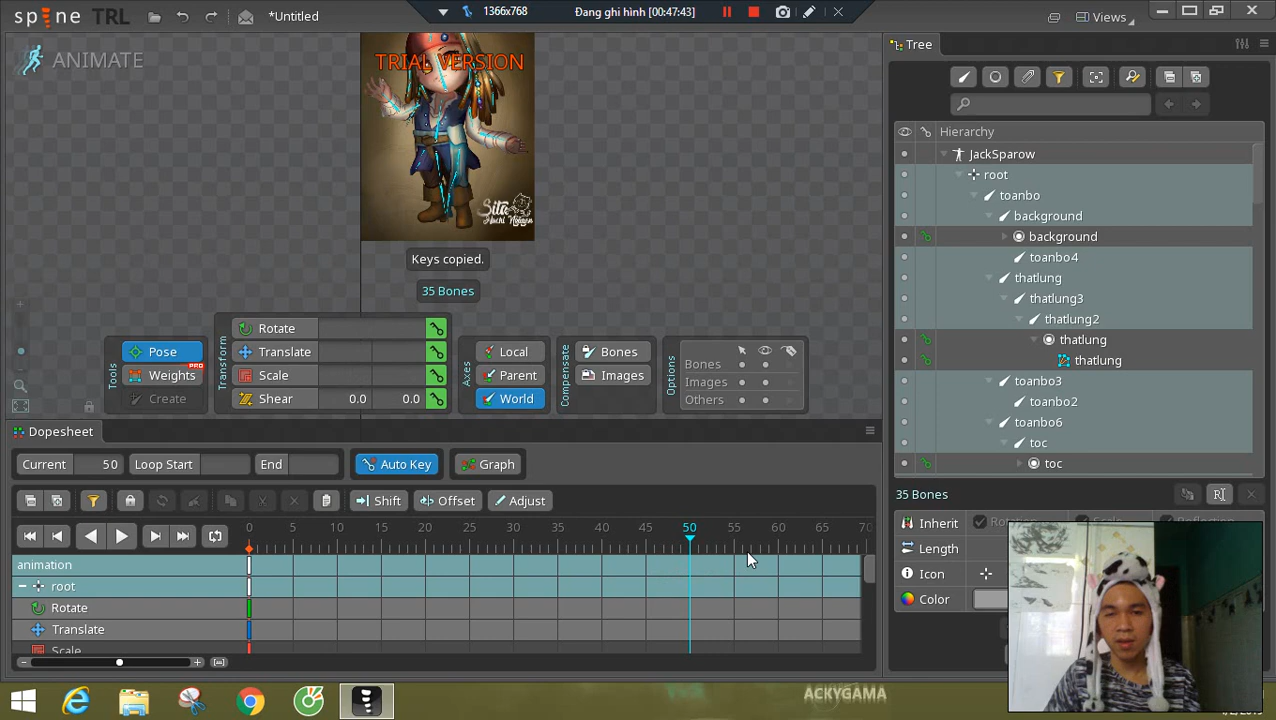 spine TRL
*Untitled
1366x768
Đang ghi hình [00:47:43]
Views
ANIMATE
TRIAL VERSION
Sita
Keys copied.
35 Bones
Tools
Pose
Weights
PRO
Create
Transform
Rotate
Translate
Scale
Shear 0.0 0.0
Axes
Local
Parent
World
Compensate
Bones
Images
Options
Bones
Images
Others
Dopesheet
Current 50 Loop Start End Auto Key Graph
Shift Offset Adjust
0 5 10 15 20 25 30 35 40 45 50 55 60 65 70
animation
root
Rotate
Translate
Scale
Tree
Hierarchy
JackSparow
root
toanbo
background
background
toanbo4
thatlung
thatlung3
thatlung2
thatlung
thatlung
toanbo3
toanbo2
toanbo6
toc
toc
35 Bones
Inherit
Length
Icon
Color
ACKYGAMA